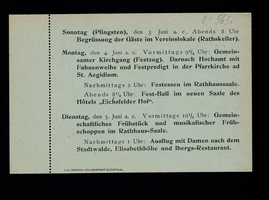 Sonntag (Pfingsten), den 3 Juni a. c., Abends 8 Uhr
Begrüssung der Gäste im Vereinslokale (Rathskeller).
Montag, den 4. Juni a. c. Vormittags 9½ Uhr: Gemein-
samer Kirchgang (Festzug). Darnach Hochamt mit
Fahnenweihe und Festpredigt in der Pfarrkirche ad
St. Aegidium.
Nachmittags 2 Uhr: Festessen im Rathhaussaale.
Abends 8½ Uhr: Fest-Ball im neuen Saale des
Hôtels „Eichsfelder Hof“.
Dienstag, den 5. Juni a. c. Vormittags 10½ Uhr: Gemein-
schaftliches Frühstück und musikalischer Früh-
schoppen im Rathhaus-Saale.
Nachmittags 1 Uhr: Ausflug mit Damen nach dem
Stadtwalde, Elisabethhöhe und Ibergs-Restaurant.